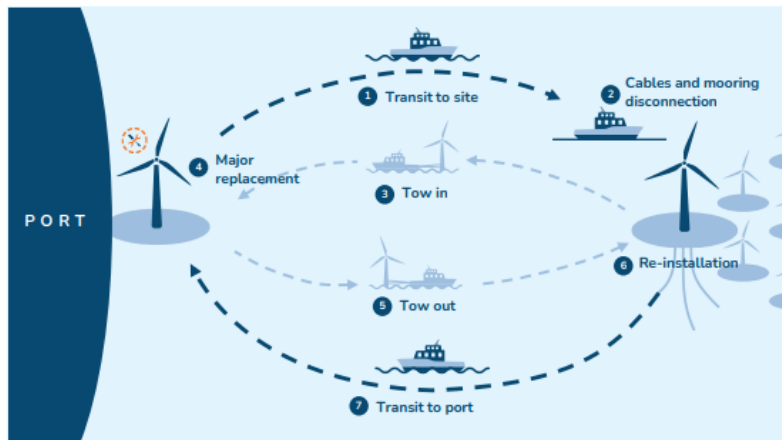 1 Transit to site
2 Cables and mooring
disconnection
4 Major
replacement
3 Tow in
PORT
6 Re-installation
5 Tow out
7 Transit to port